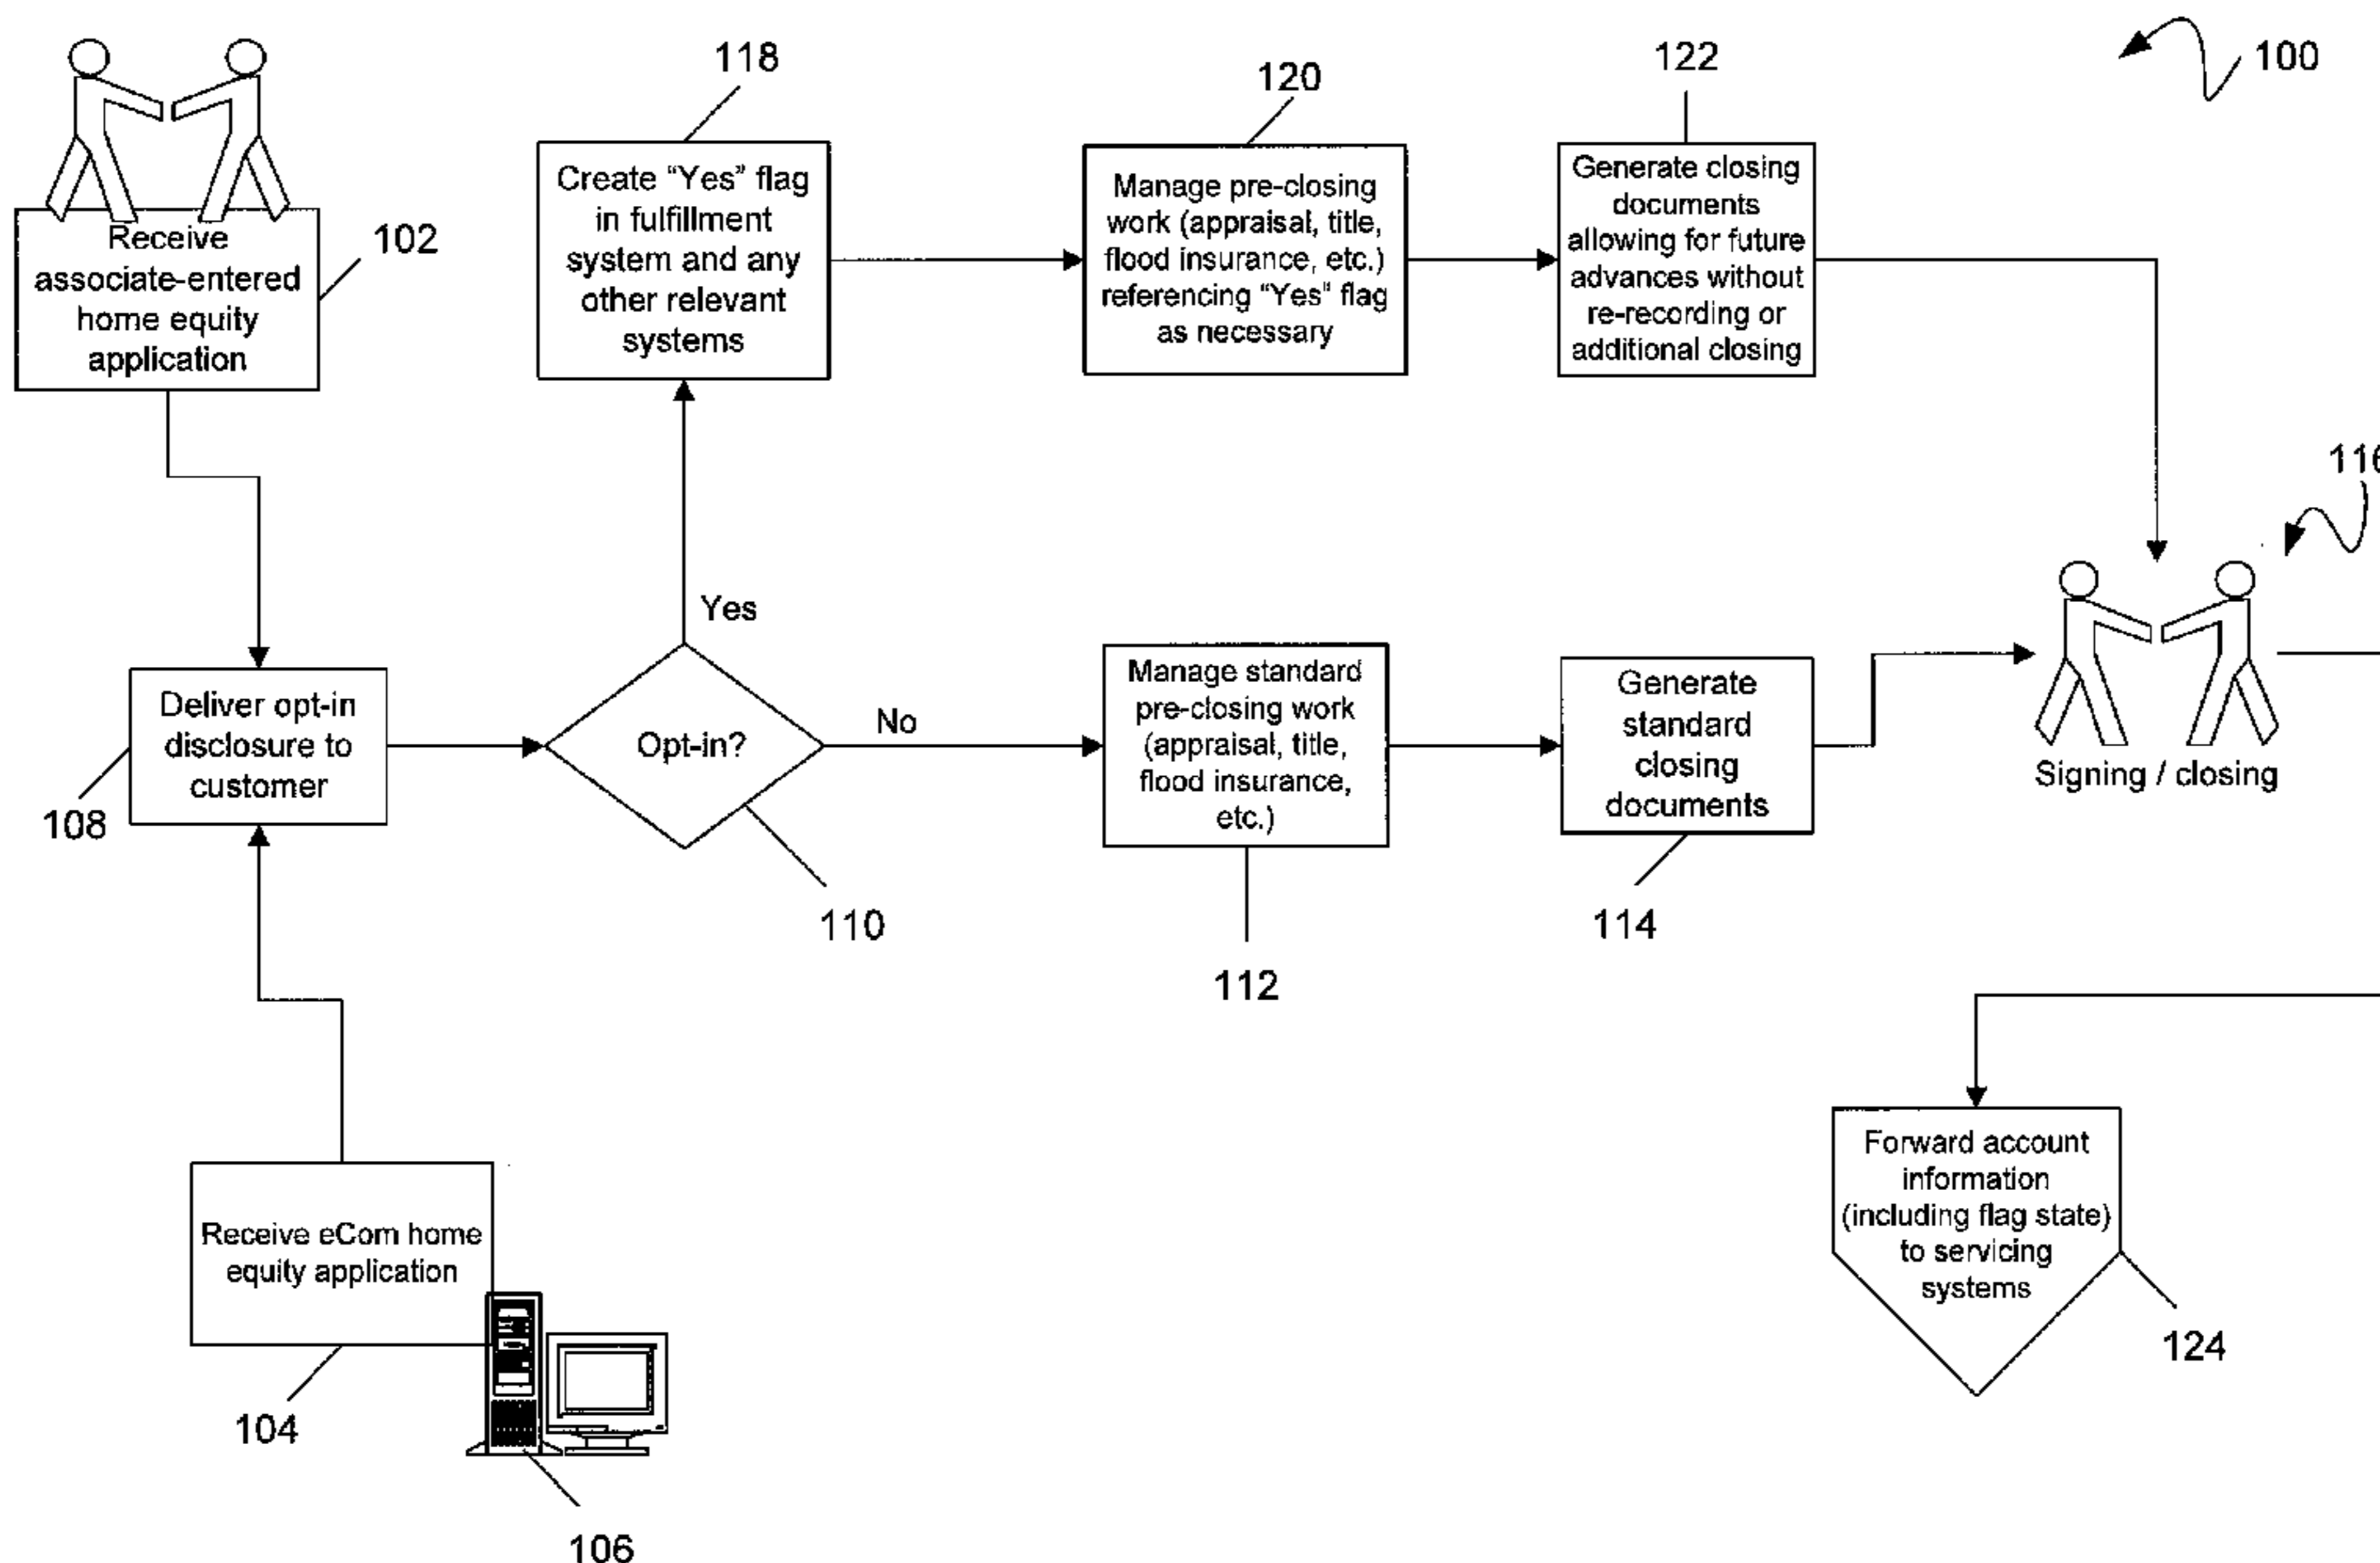 100
118
120
122
Create “Yes” flag
in fulfillment
system and any
other relevant
systems
Manage pre-closing
work (appraisal, title,
flood insurance, etc.)
referencing “Yes” flag
as necessary
Generate closing
documents
allowing for future
advances without
re-recording or
additional closing
Receive
associate-entered
home equity
application
102
116
Yes
Deliver opt-in
disclosure to
customer
108
Opt-in?
No
110
Manage standard
pre-closing work
(appraisal, title,
flood insurance,
etc.)
112
Generate
standard
closing
documents
114
Signing / closing
Receive eCom home
equity application
104
106
Forward account
information
(including flag state)
to servicing
systems
124